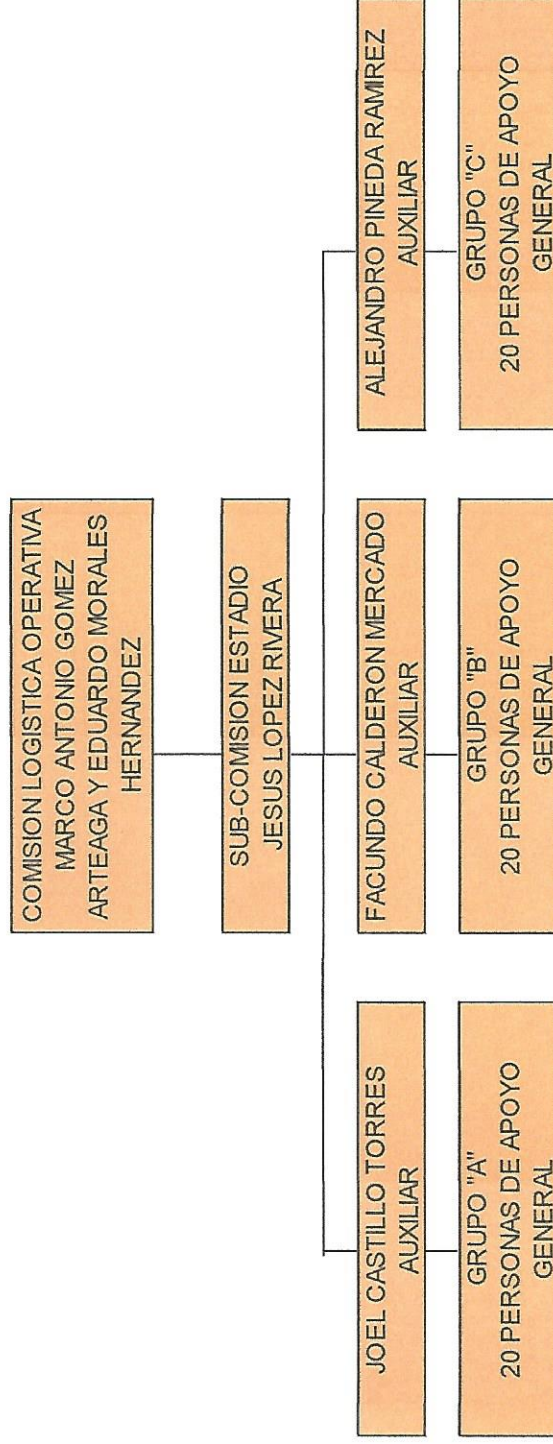 COMISION LOGISTICA OPERATIVA
MARCO ANTONIO GOMEZ
ARTEAGA Y EDUARDO MORALES
HERNANDEZ
SUB-COMISION ESTADIO
JESUS LOPEZ RIVERA
JOEL CASTILLO TORRES
AUXILIAR
FACUNDO CALDERON MERCADO
AUXILIAR
ALEJANDRO PINEDA RAMIREZ
AUXILIAR
GRUPO "A"
20 PERSONAS DE APOYO
GENERAL
GRUPO "B"
20 PERSONAS DE APOYO
GENERAL
GRUPO "C"
20 PERSONAS DE APOYO
GENERAL